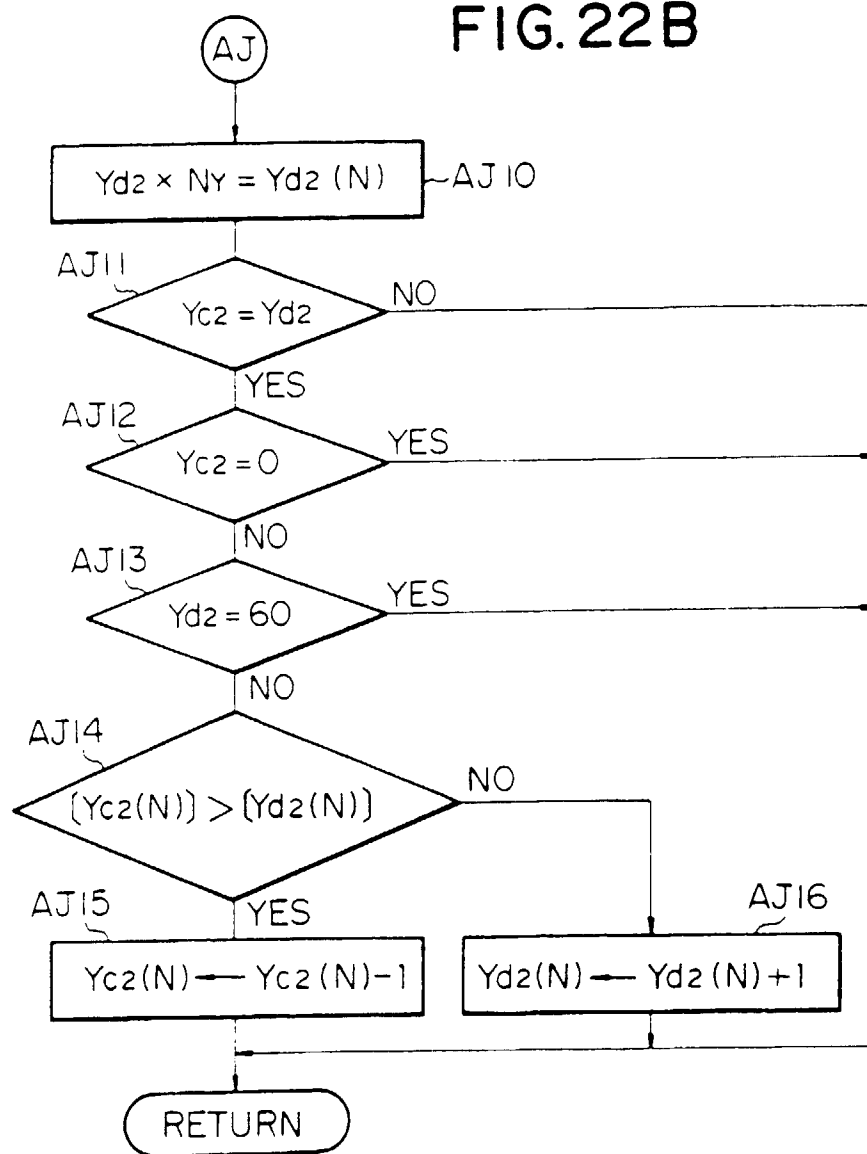 FIG. 22B
AJ
Yd2 × NY = Yd2 (N)
AJ10
AJ11
Yc2 = Yd2
NO
YES
AJ12
Yc2 = 0
YES
NO
AJ13
Yd2 = 60
YES
NO
AJ14
[Yc2(N)] > [Yd2(N)]
NO
YES
AJ15
Yc2(N) ← Yc2(N)-1
AJ16
Yd2(N) ← Yd2(N)+1
RETURN